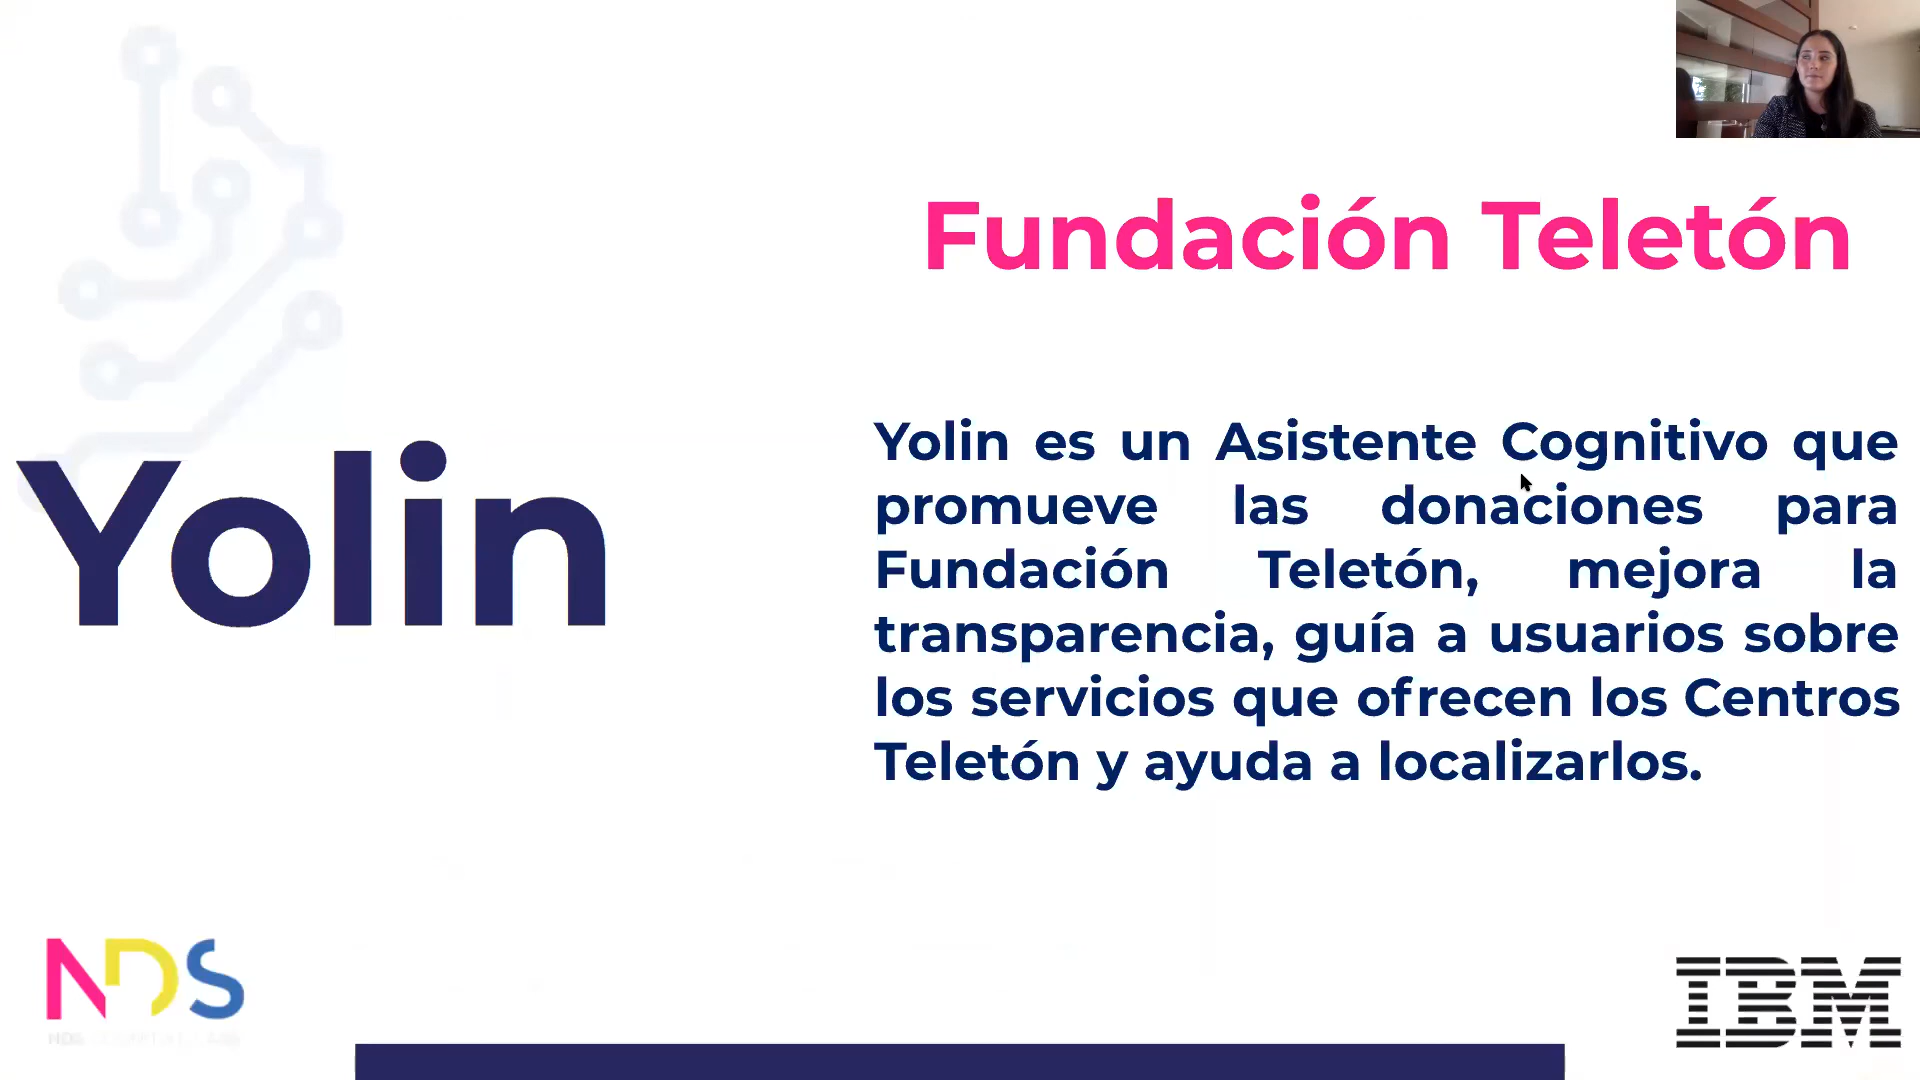 Fundación Teletón
Yolin
Yolin es un Asistente Cognitivo que
promueve las donaciones para
Fundación Teletón, mejora la
transparencia, guía a usuarios sobre
los servicios que ofrecen los Centros
Teletón y ayuda a localizarlos.
NDS
IBM